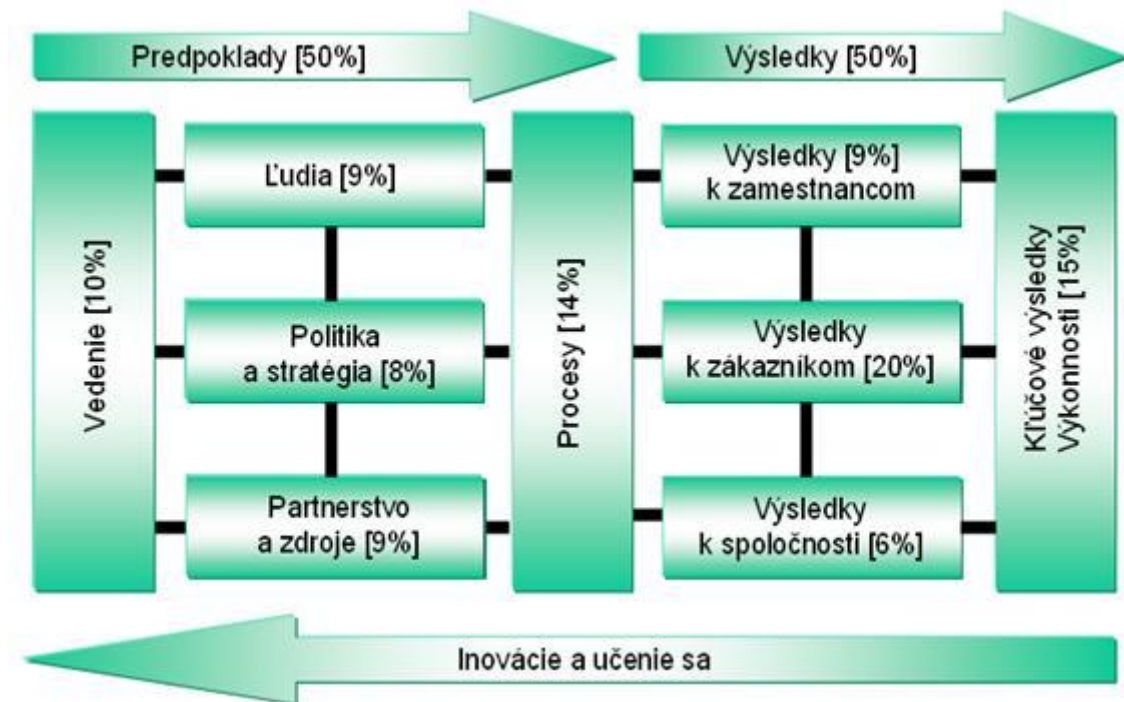 Predpoklady [50%]
Výsledky [50%]
Vedenie [10%]
Ľudia [9%]
Politika
a stratégia [8%]
Partnerstvo
a zdroje [9%]
Procesy [14%]
Výsledky [9%]
k zamestnancom
Výsledky
k zákazníkom [20%]
Výsledky
k spoločnosti [6%]
Kľúčové výsledky
Výkonnosti [15%]
Inovácie a učenie sa